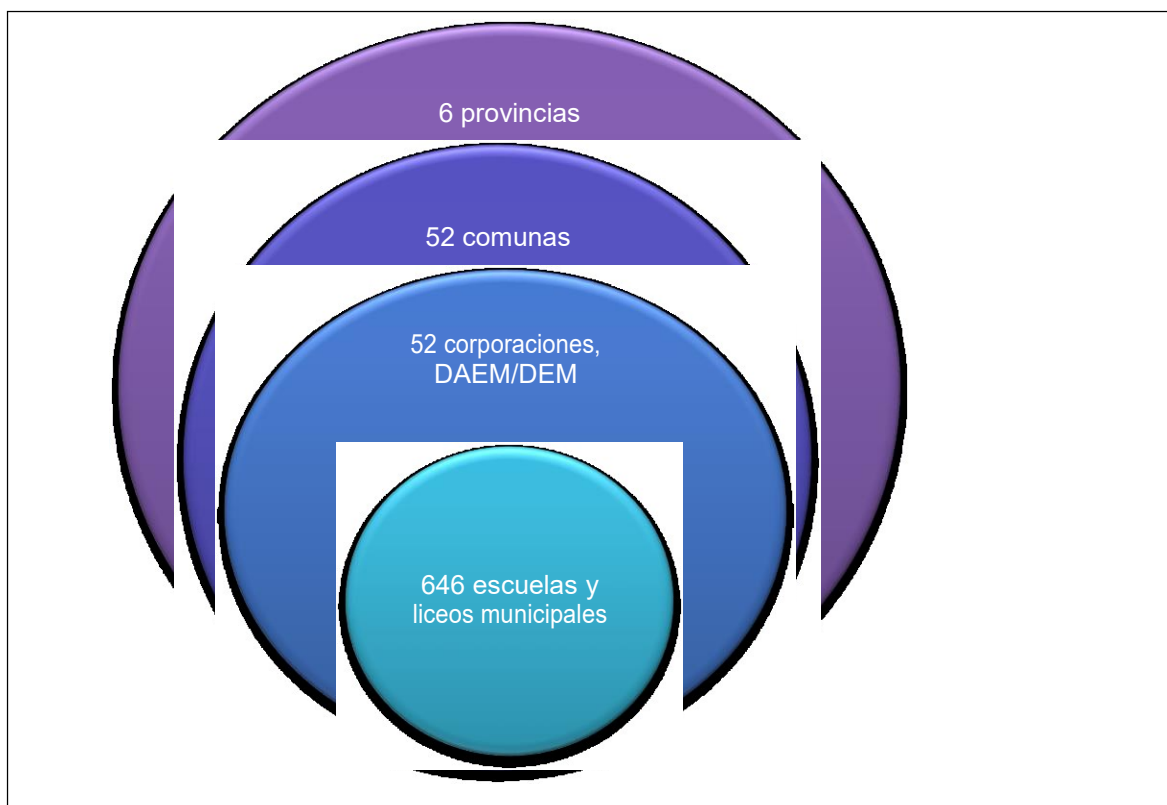 6 provincias
52 comunas
52 corporaciones,
DAEM/DEM
646 escuelas y
liceos municipales